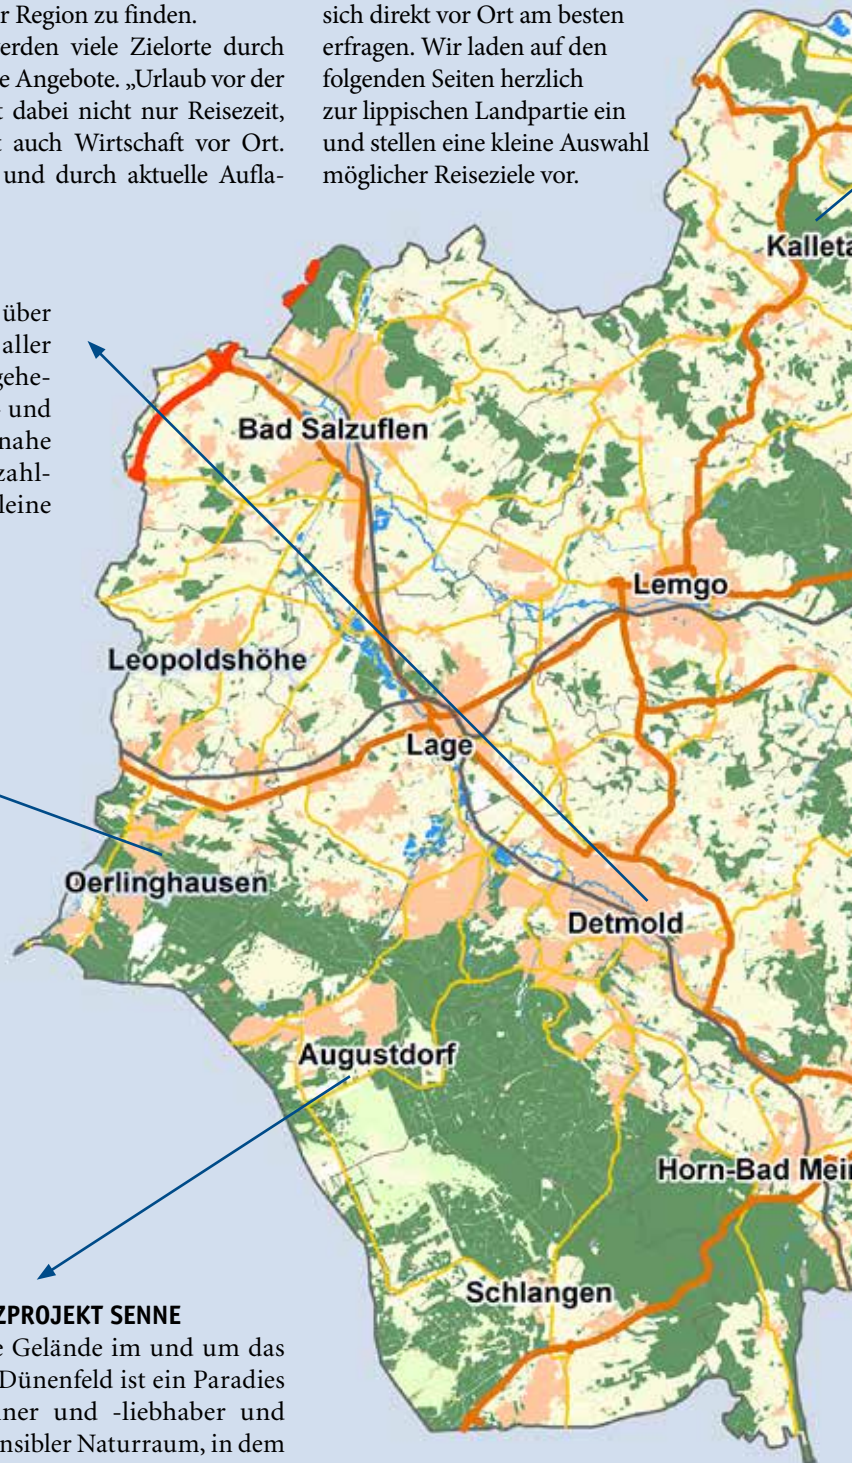 r Region zu finden.
erden viele Zielorte durch
e Angebote. „Urlaub vor der
t dabei nicht nur Reisezeit,
t auch Wirtschaft vor Ort.
und durch aktuelle Aufla-
sich direkt vor Ort am besten
erfragen. Wir laden auf den
folgenden Seiten herzlich
zur lippischen Landpartie ein
und stellen eine kleine Auswahl
möglicher Reiseziele vor.
über
aller
gehe-
und
nahe
zahl-
leine
Kalleta
Bad Salzuflen
Lemgo
Leopoldshöhe
Lage
Oerlinghausen
Detmold
Augustdorf
Horn-Bad Mein
Schlangen
ZPROJEKT SENNE
e Gelände im und um das
Dünenfeld ist ein Paradies
ner und -liebhaber und
nsibler Naturraum, in dem